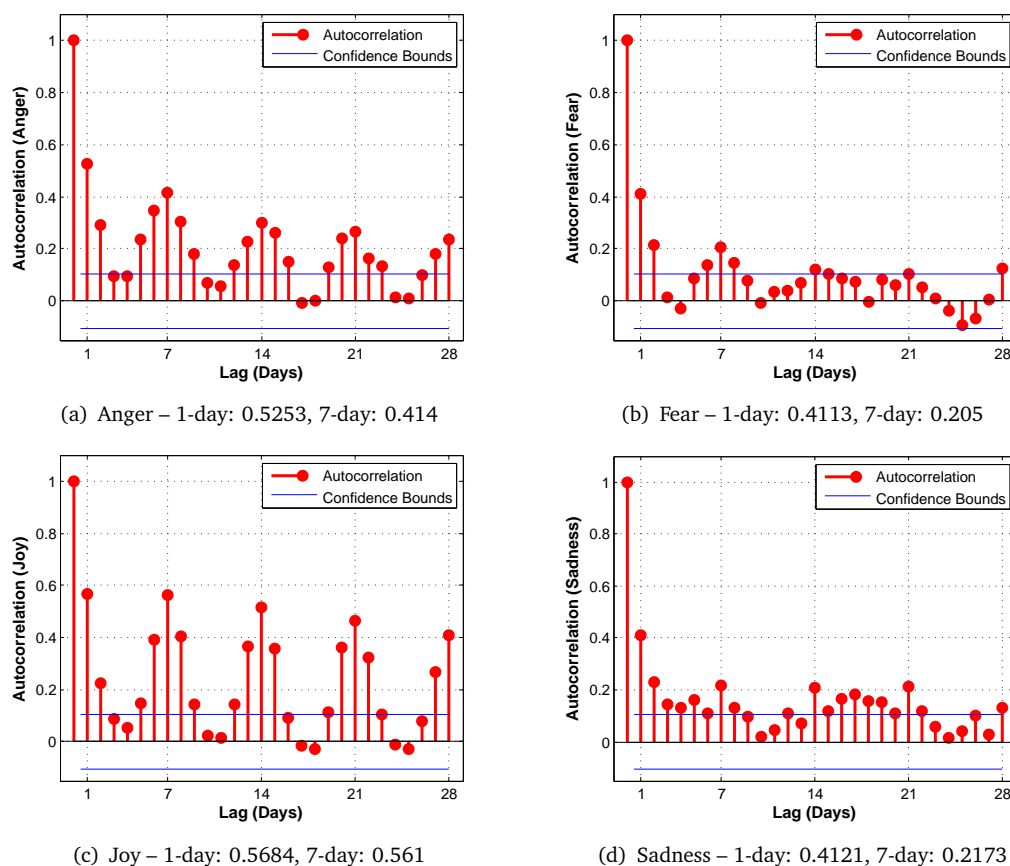 Autocorrelation
Confidence Bounds
Autocorrelation (Anger)
1
0.8
0.6
0.4
0.2
0
1 7 14 21 28
Lag (Days)
(a) Anger – 1-day: 0.5253, 7-day: 0.414
Autocorrelation
Confidence Bounds
Autocorrelation (Fear)
1
0.8
0.6
0.4
0.2
0
1 7 14 21 28
Lag (Days)
(b) Fear – 1-day: 0.4113, 7-day: 0.205
Autocorrelation
Confidence Bounds
Autocorrelation (Joy)
1
0.8
0.6
0.4
0.2
0
1 7 14 21 28
Lag (Days)
(c) Joy – 1-day: 0.5684, 7-day: 0.561
Autocorrelation
Confidence Bounds
Autocorrelation (Sadness)
1
0.8
0.6
0.4
0.2
0
1 7 14 21 28
Lag (Days)
(d) Sadness – 1-day: 0.4121, 7-day: 0.2173